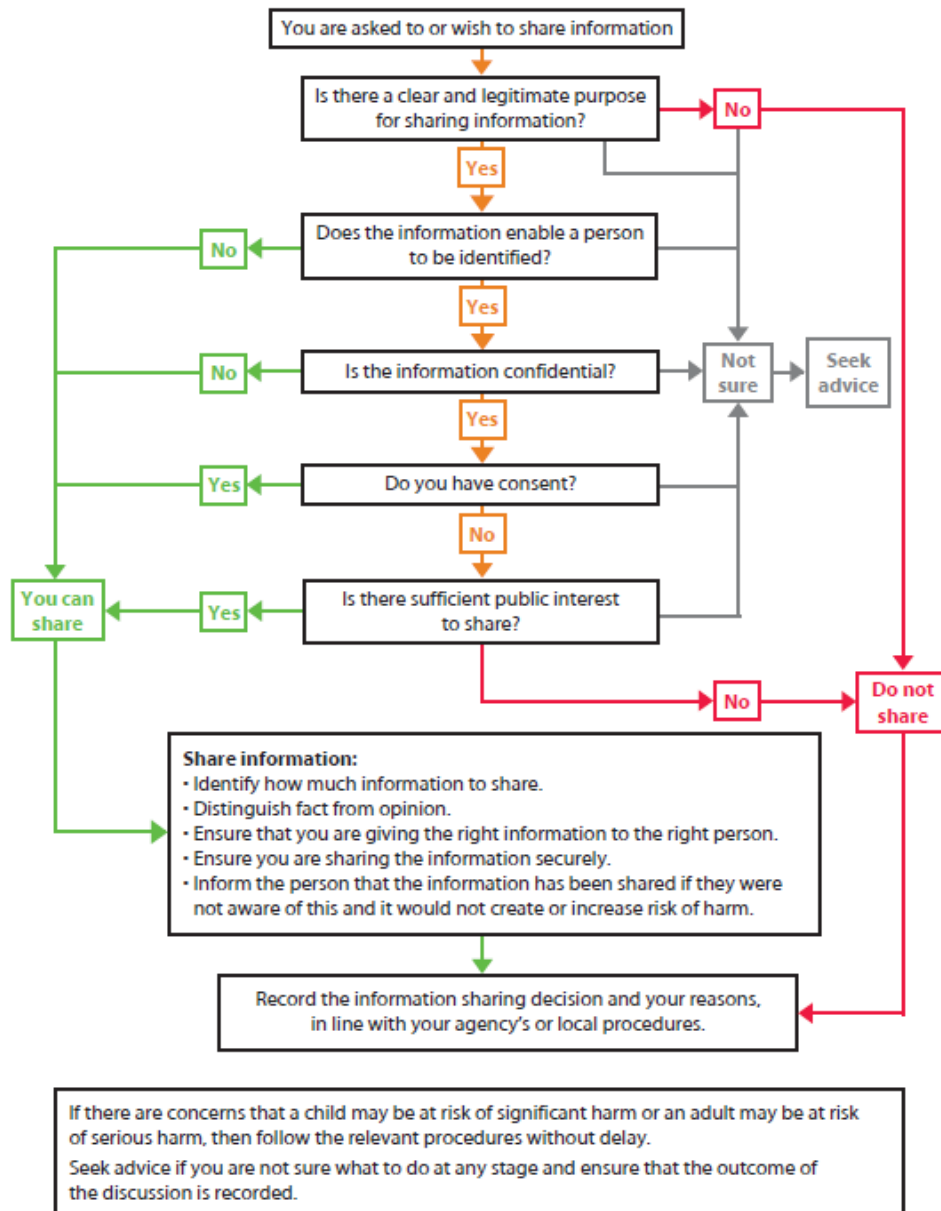 You are asked to or wish to share information
Is there a clear and legitimate purpose
for sharing information?
No
Yes
Does the information enable a person
to be identified?
No
Yes
Is the information confidential?
No
Not
sure
Seek
advice
Yes
Do you have consent?
Yes
No
Is there sufficient public interest
to share?
Yes
You can
share
No
Do not
share
Share information:
• Identify how much information to share.
• Distinguish fact from opinion.
• Ensure that you are giving the right information to the right person.
• Ensure you are sharing the information securely.
• Inform the person that the information has been shared if they were
not aware of this and it would not create or increase risk of harm.
Record the information sharing decision and your reasons,
in line with your agency's or local procedures.
If there are concerns that a child may be at risk of significant harm or an adult may be at risk
of serious harm, then follow the relevant procedures without delay.
Seek advice if you are not sure what to do at any stage and ensure that the outcome of
the discussion is recorded.